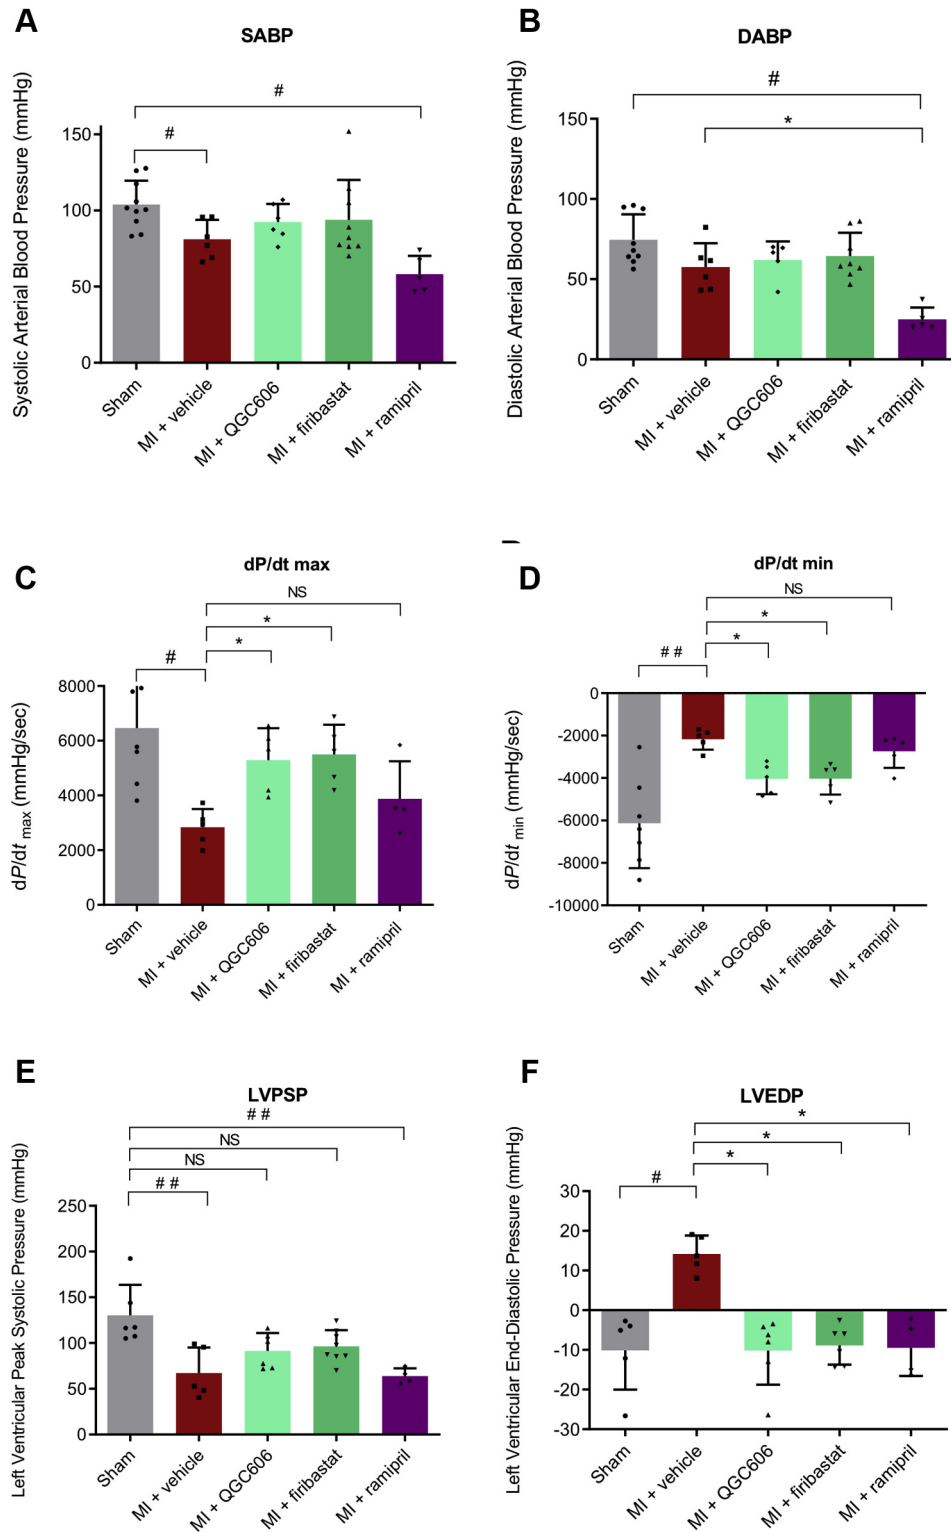 A
SABP
Systolic Arterial Blood Pressure (mmHg)
#
#
150
100
50
0
Sham
MI + vehicle
MI + QGC606
MI + firibastat
MI + ramipril
B
DABP
Diastolic Arterial Blood Pressure (mmHg)
#
*
150
100
50
0
Sham
MI + vehicle
MI + QGC606
MI + firibastat
MI + ramipril
C
dP/dt max
dP/dt max (mmHg/sec)
NS
*
*
#
8000
6000
4000
2000
0
Sham
MI + vehicle
MI + QGC606
MI + firibastat
MI + ramipril
D
dP/dt min
dP/dt min (mmHg/sec)
NS
*
*
# #
0
-2000
-4000
-6000
-8000
-10000
Sham
MI + vehicle
MI + QGC606
MI + firibastat
MI + ramipril
E
LVPSP
Left Ventricular Peak Systolic Pressure (mmHg)
# #
NS
NS
# #
250
200
150
100
50
0
Sham
MI + vehicle
MI + QGC606
MI + firibastat
MI + ramipril
F
LVEDP
Left Ventricular End-Diastolic Pressure (mmHg)
*
*
*
#
30
20
10
0
-10
-20
-30
Sham
MI + vehicle
MI + QGC606
MI + firibastat
MI + ramipril